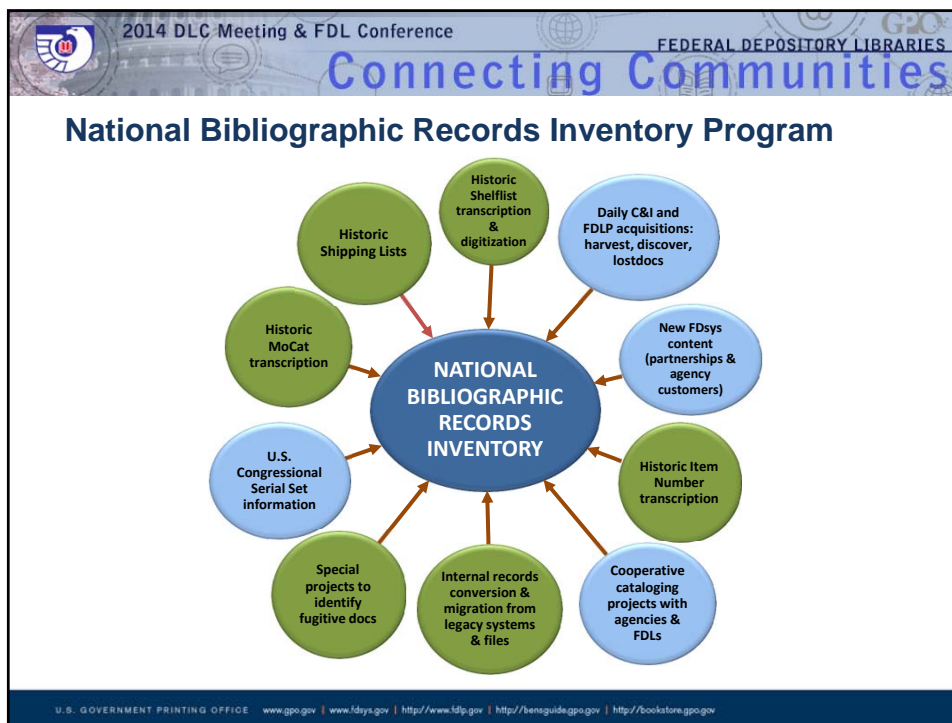 2014 DLC Meeting & FDL Conference
GPO
FEDERAL DEPOSITORY LIBRARIES
Connecting Communities
National Bibliographic Records Inventory Program
Historic
Shelflist
transcription
&
digitization
Daily C&I and
FDLP acquisitions:
harvest, discover,
lostdocs
Historic
Shipping Lists
New FDsys
content
(partnerships &
agency
customers)
Historic
MoCat
transcription
NATIONAL
BIBLIOGRAPHIC
RECORDS
INVENTORY
U.S.
Congressional
Serial Set
information
Historic Item
Number
transcription
Special
projects to
identify
fugitive docs
Internal records
conversion &
migration from
legacy systems
& files
Cooperative
cataloging
projects with
agencies &
FDLs
U.S. GOVERNMENT PRINTING OFFICE www.gpo.gov | www.fdsys.gov | http://www.fdlp.gov | http://bensguide.gpo.gov | http://bookstore.gpo.gov